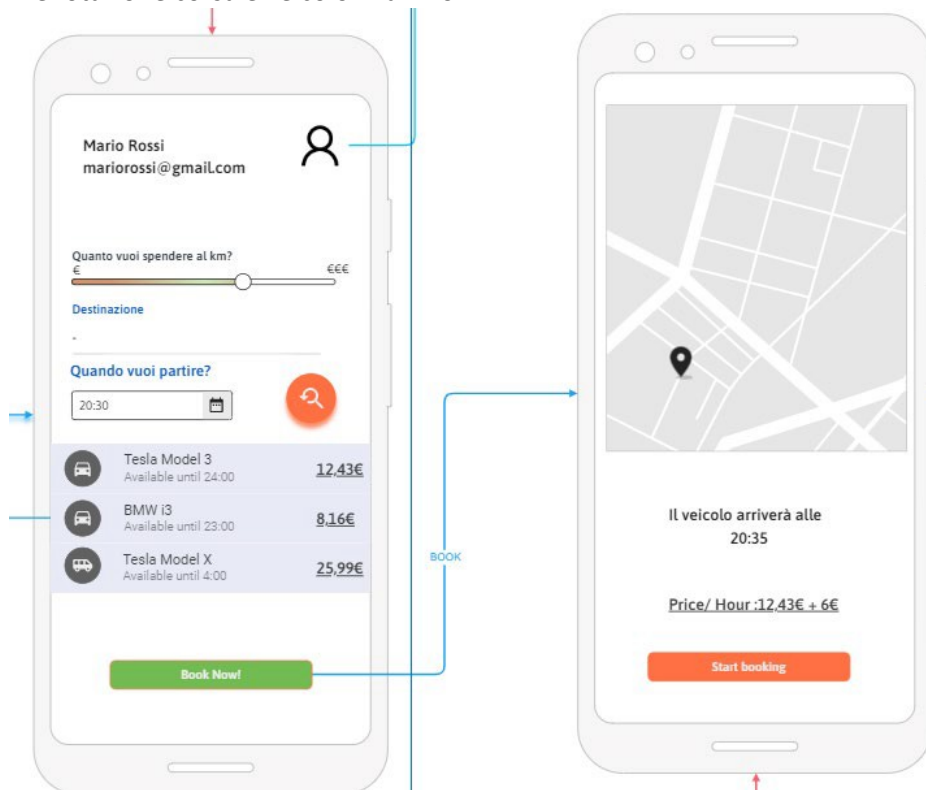 Mario Rossi
mariorossi@gmail.com
Quanto vuoi spendere al km?
€ €€€
Destinazione
-
Quando vuoi partire?
20:30
Tesla Model 3
Available until 24:00
12,43€
BMW i3
Available until 23:00
8,16€
Tesla Model X
Available until 4:00
25,99€
Book Now!
BOOK
Il veicolo arriverà alle
20:35
Price/ Hour :12,43€ + 6€
Start booking